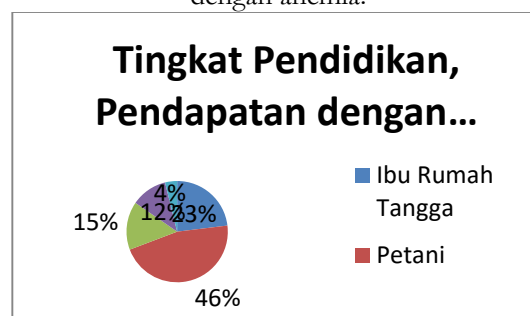 dengan anemia.
Tingkat Pendidikan,
Pendapatan dengan...
4%
12%
23%
15%
46%
Ibu Rumah
Tangga
Petani